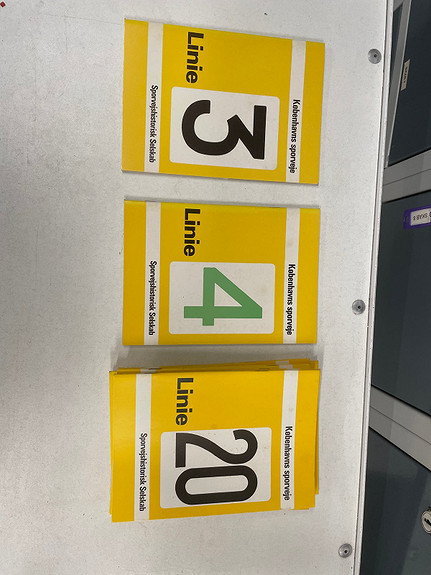 Københavns sporveje
Linie
3
Sporvejshistorisk Selskab
Københavns sporveje
Linie
4
Sporvejshistorisk Selskab
Københavns sporveje
Linie
20
Sporvejshistorisk Selskab